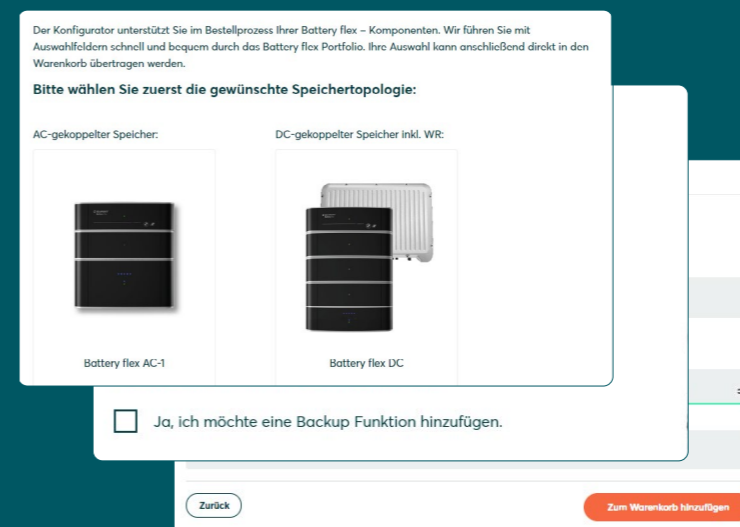 Der Konfigurator unterstützt Sie im Bestellprozess Ihrer Battery flex – Komponenten. Wir führen Sie mit
Auswahlfeldern schnell und bequem durch das Battery flex Portfolio. Ihre Auswahl kann anschließend direkt in den
Warenkorb übertragen werden.
Bitte wählen Sie zuerst die gewünschte Speichertopologie:
AC-gekoppelter Speicher:
DC-gekoppelter Speicher inkl. WR:
Battery flex AC-1
Battery flex DC
Ja, ich möchte eine Backup Funktion hinzufügen.
Zurück
Zum Warenkorb hinzufügen